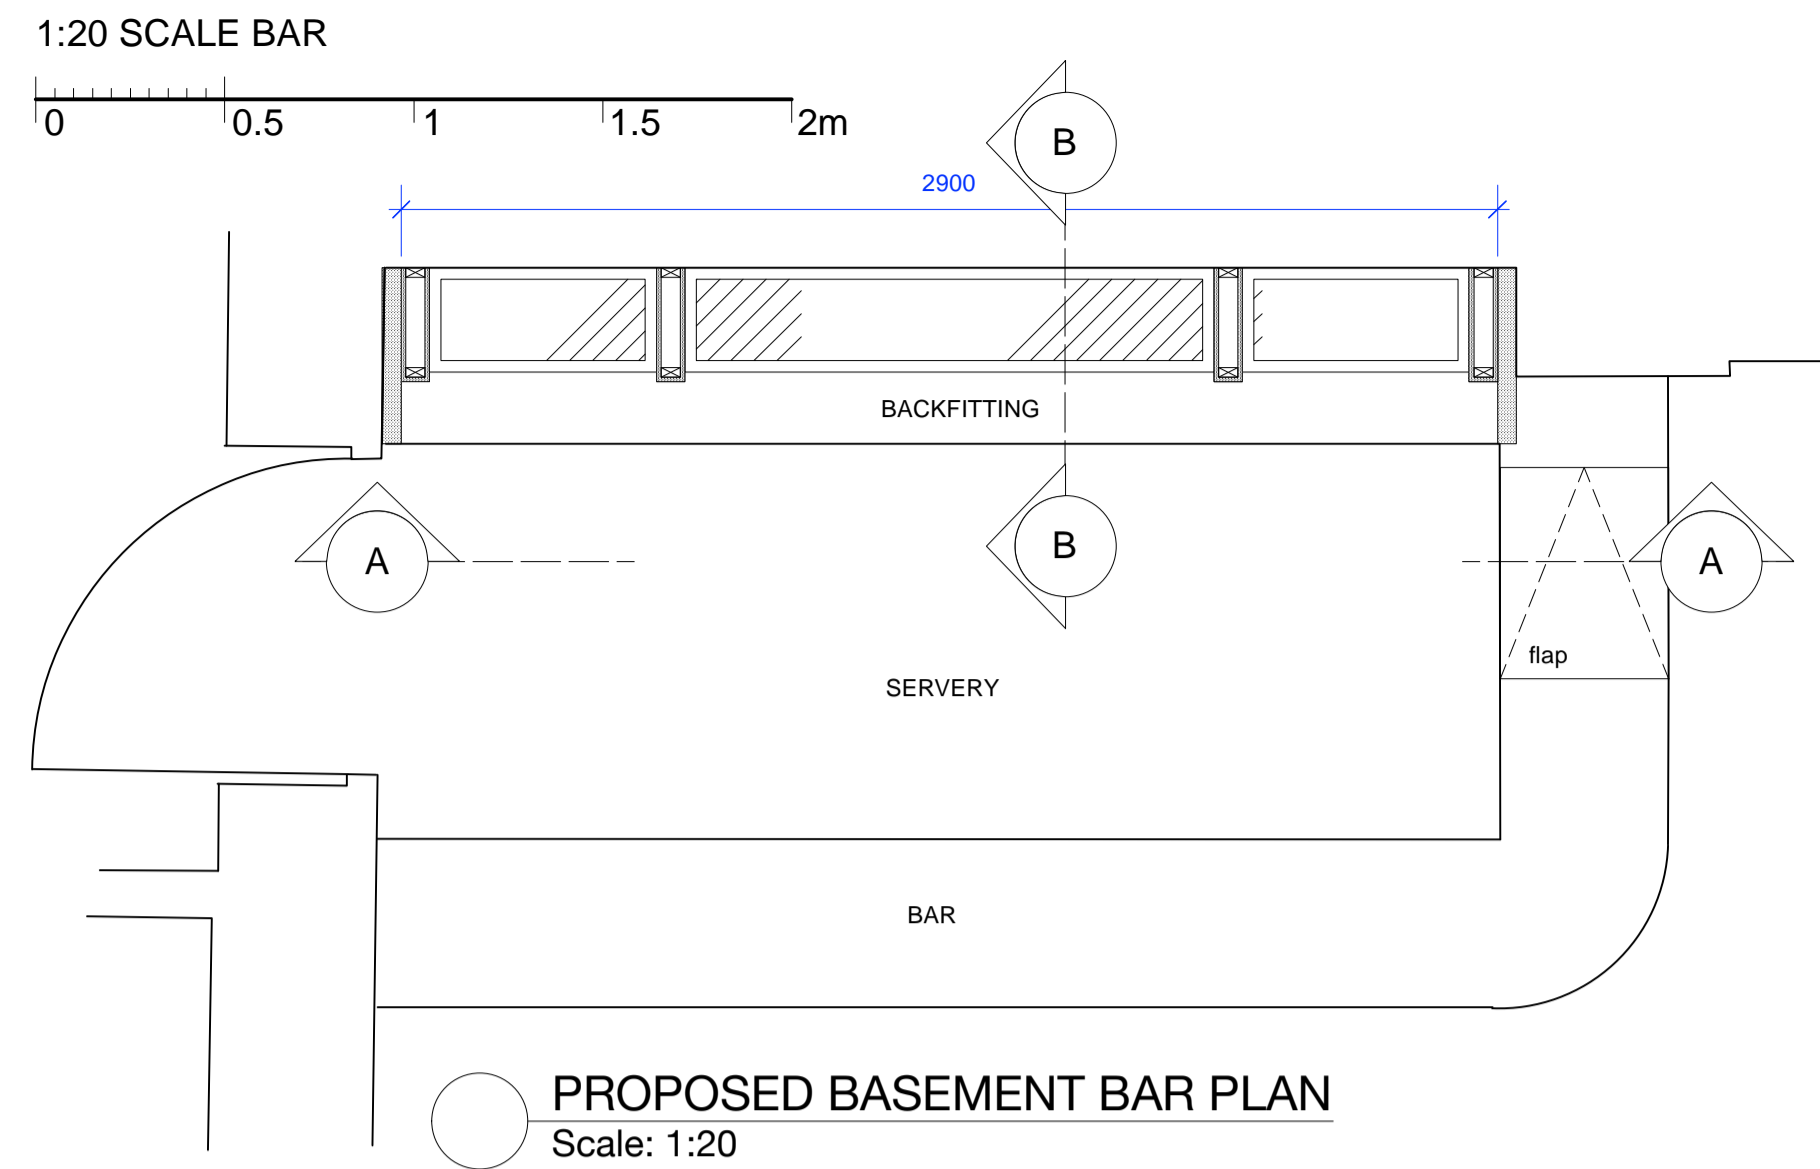 1:20 SCALE BAR
0 0.5 1 1.5 2m
B
2900
BACKFITTING
A
B
A
flap
SERVERY
BAR
PROPOSED BASEMENT BAR PLAN
Scale: 1:20